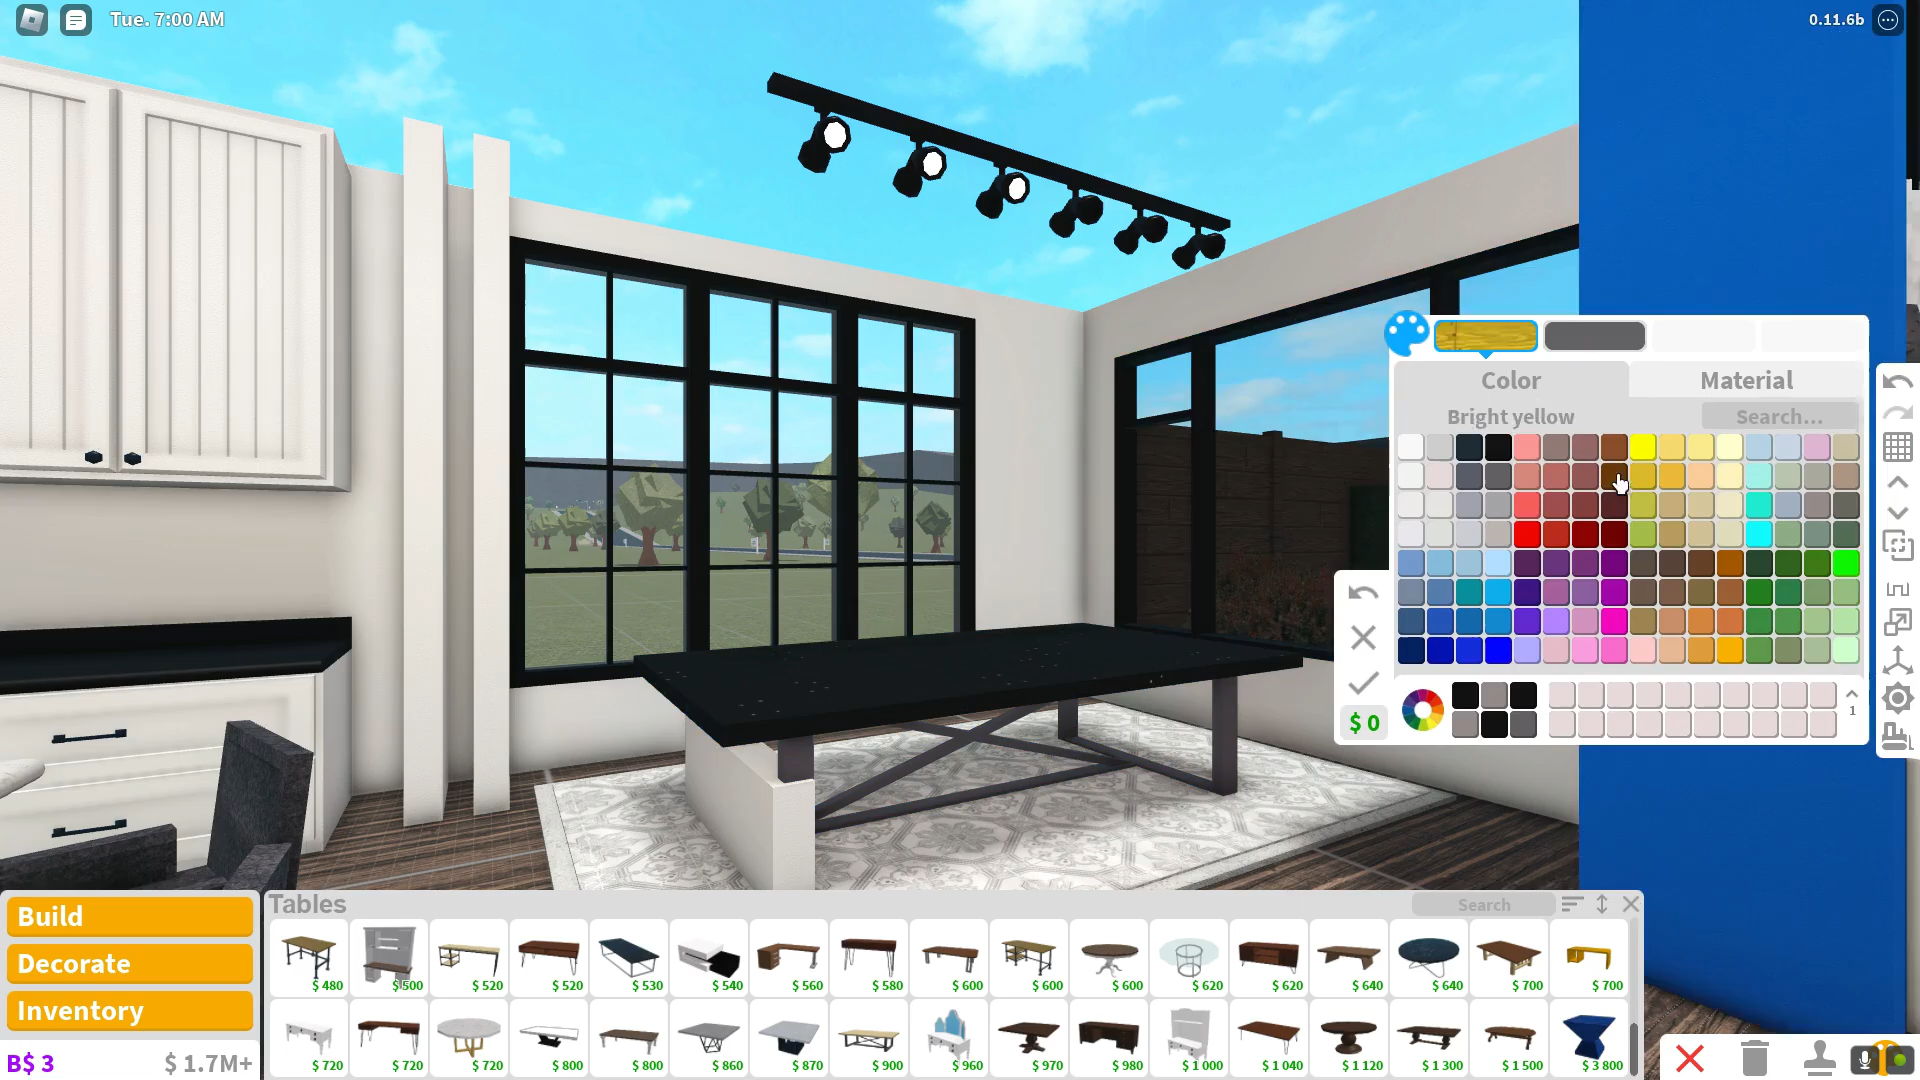 Tue. 7:00 AM
0.11.6b
Color
Material
Bright yellow
Search...
$ 0
1
Build
Decorate
Inventory
B$ 3
$ 1.7M+
Tables
Search
$ 480
$500
$ 520
$ 520
$ 530
$ 540
$ 560
$ 580
$ 600
$ 600
$ 600
$ 620
$ 620
$ 640
$ 640
$ 700
$ 700
$ 720
$ 720
$ 720
$ 800
$ 800
$ 860
$ 870
$ 900
$ 960
$ 970
$ 980
$ 1 000
$ 1 040
$ 1 120
$ 1 300
$ 1 500
$ 3 800